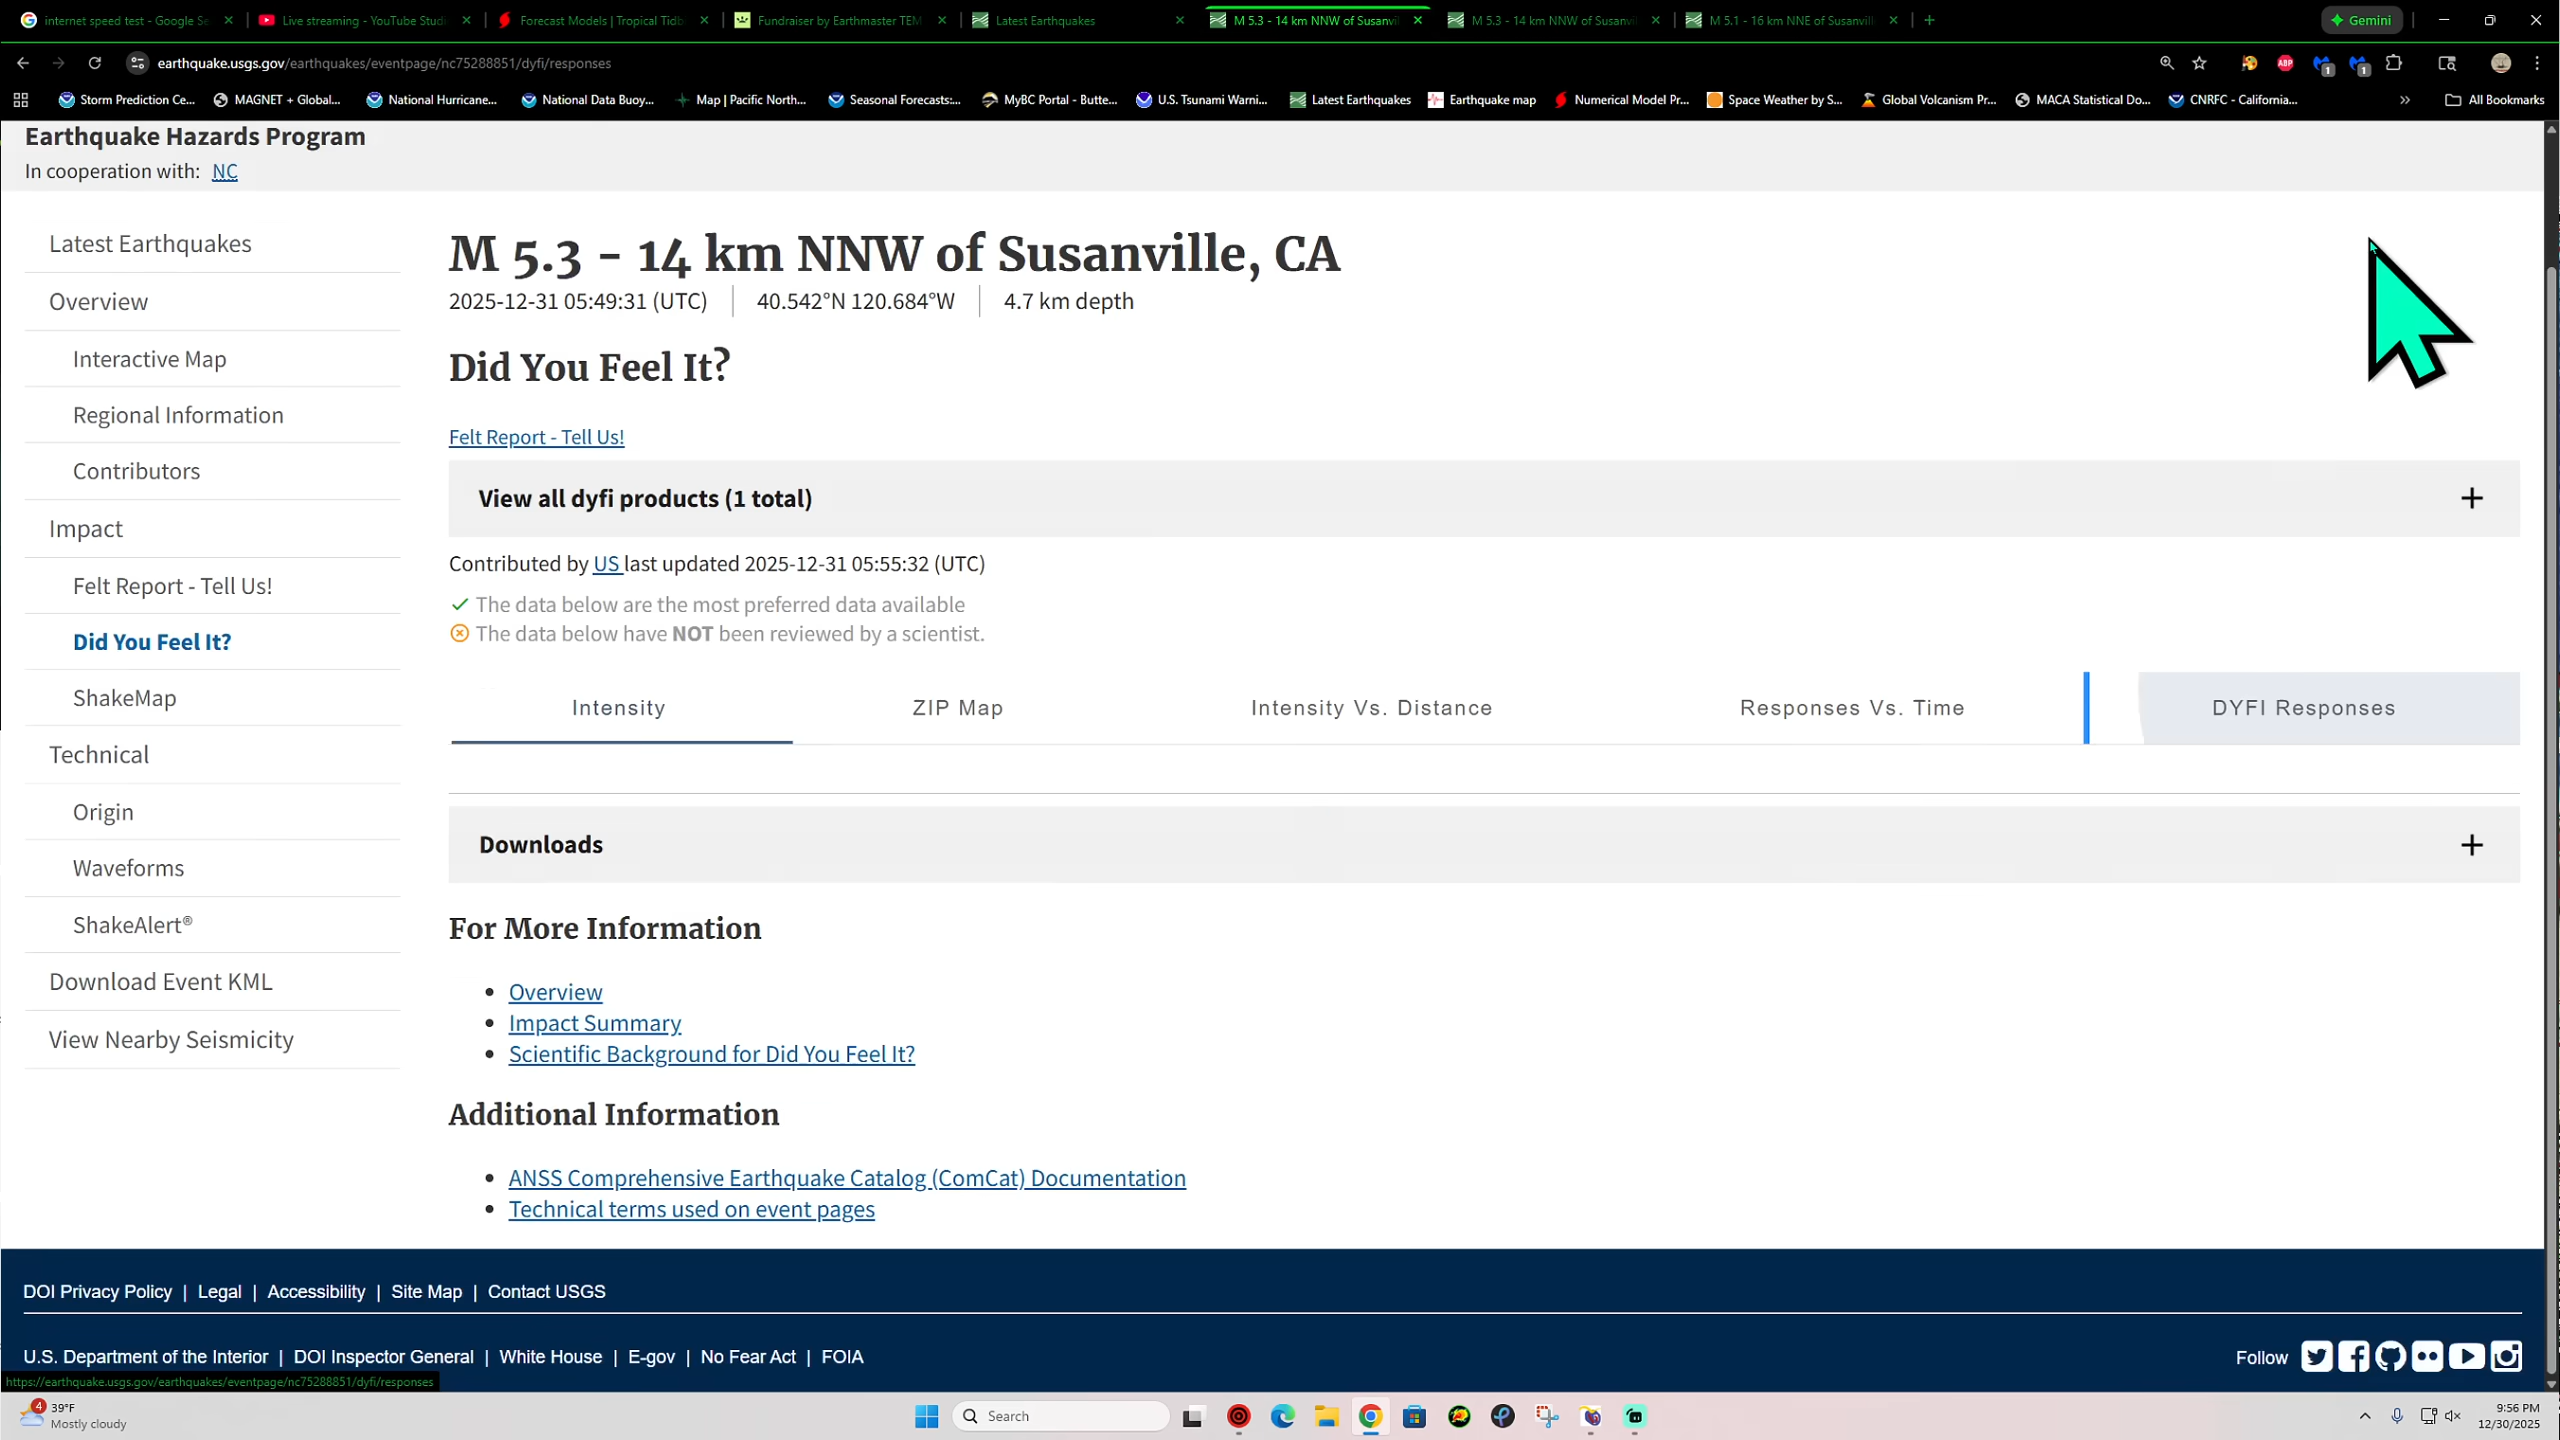 internet speed test - Google Se
Live streaming - YouTube Studi
Forecast Models | Tropical Tidb
Fundraiser by Earthmaster TEM
Latest Earthquakes
M 5.3 - 14 km NNW of Susanvil
M 5.3 - 14 km NNW of Susanvil
M 5.1 - 16 km NNE of Susanvill
Gemini
earthquake.usgs.gov/earthquakes/eventpage/nc75288851/dyfi/responses
ABP
1
1
Storm Prediction Ce...
MAGNET + Global...
National Hurricane...
National Data Buoy...
Map | Pacific North...
Seasonal Forecasts:...
MyBC Portal - Butte...
U.S. Tsunami Warni...
Latest Earthquakes
Earthquake map
Numerical Model Pr...
Space Weather by S...
Global Volcanism Pr...
MACA Statistical Do...
CNRFC - California...
»
All Bookmarks
Earthquake Hazards Program
In cooperation with: NC
Latest Earthquakes
Overview
Interactive Map
Regional Information
Contributors
Impact
Felt Report - Tell Us!
Did You Feel It?
ShakeMap
Technical
Origin
Waveforms
ShakeAlert®
Download Event KML
View Nearby Seismicity
M 5.3 - 14 km NNW of Susanville, CA
2025-12-31 05:49:31 (UTC)
40.542°N 120.684°W
4.7 km depth
Did You Feel It?
Felt Report - Tell Us!
View all dyfi products (1 total)
Contributed by US last updated 2025-12-31 05:55:32 (UTC)
The data below are the most preferred data available
The data below have NOT been reviewed by a scientist.
Intensity
ZIP Map
Intensity Vs. Distance
Responses Vs. Time
DYFI Responses
Downloads
For More Information
Overview
Impact Summary
Scientific Background for Did You Feel It?
Additional Information
ANSS Comprehensive Earthquake Catalog (ComCat) Documentation
Technical terms used on event pages
DOI Privacy Policy | Legal | Accessibility | Site Map | Contact USGS
U.S. Department of the Interior | DOI Inspector General | White House | E-gov | No Fear Act | FOIA
Follow
https://earthquake.usgs.gov/earthquakes/eventpage/nc75288851/dyfi/responses
4
39°F
Mostly cloudy
Search
9:56 PM
12/30/2025